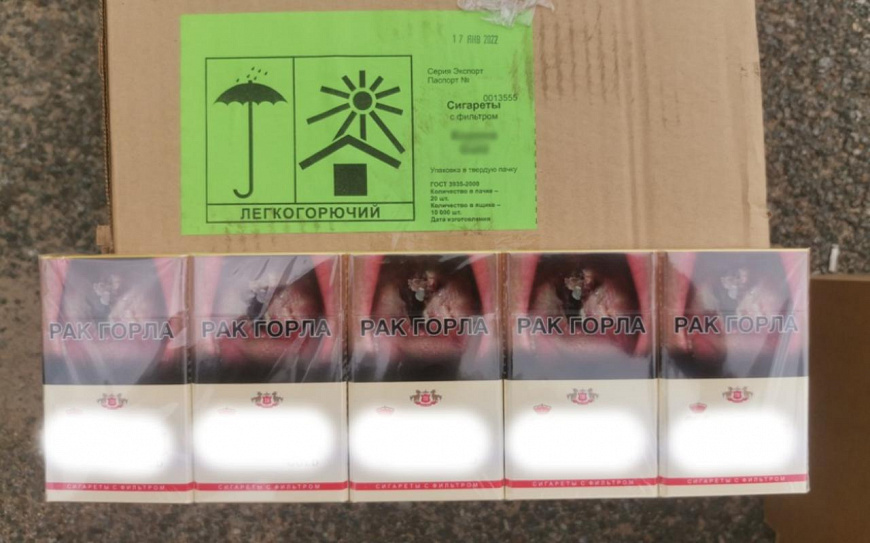 17 ЯНВ 2022
Серия Экспорт
Паспорт №
0013555
Сигареты
с фильтром
Упаковка в твердую пачку
ГОСТ 3935-2000
Количество в пачке –
20 шт.
Количество в ящике –
10 000 шт.
Дата изготовления
ЛЕГКОГОРЮЧИЙ
РАК ГОРЛА РАК ГОРЛА РАК ГОРЛА РАК ГОРЛА РАК ГОРЛА
СИГАРЕТЫ С ФИЛЬТРОМ СИГАРЕТЫ С ФИЛЬТРОМ СИГАРЕТЫ С ФИЛЬТРОМ СИГАРЕТЫ С ФИЛЬТРОМ СИГАРЕТЫ С ФИЛЬТРОМ